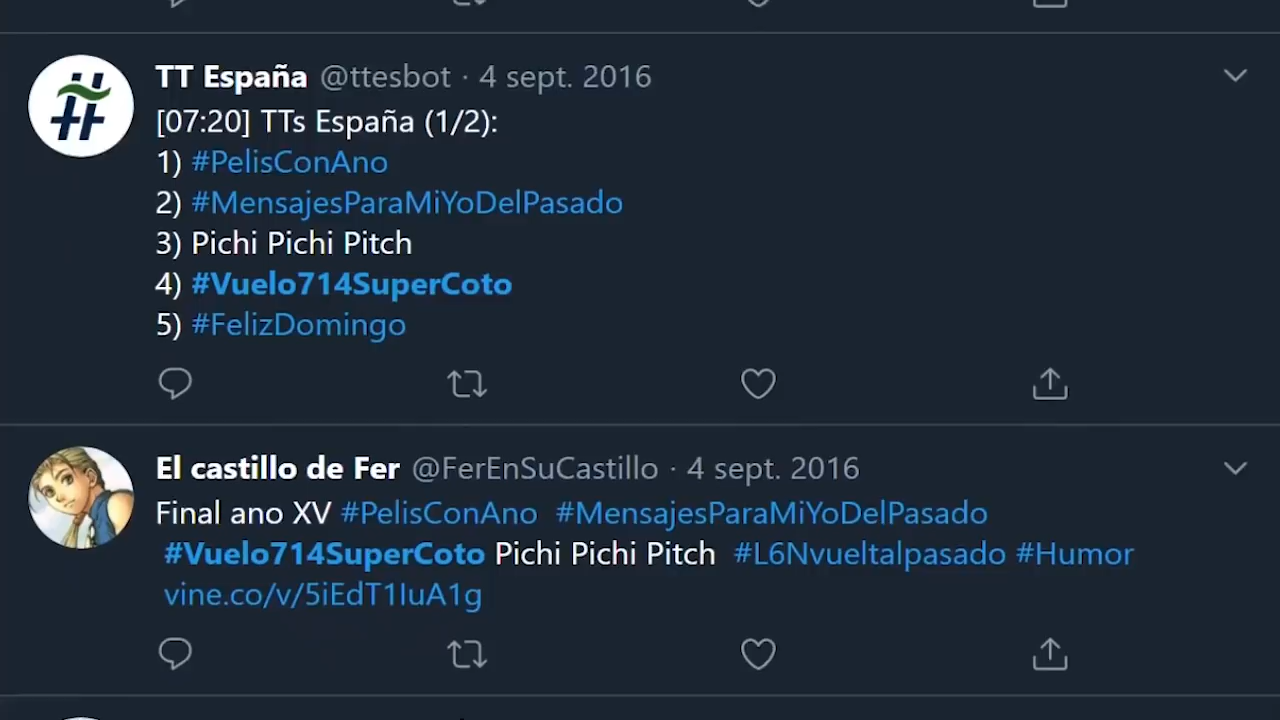 TT España @ttesbot · 4 sept. 2016
[07:20] TTs España (1/2):
1) #PelisConAno
2) #MensajesParaMiYoDelPasado
3) Pichi Pichi Pitch
4) #Vuelo714SuperCoto
5) #FelizDomingo
El castillo de Fer @FerEnSuCastillo · 4 sept. 2016
Final ano XV #PelisConAno #MensajesParaMiYoDelPasado
#Vuelo714SuperCoto Pichi Pichi Pitch #L6Nvueltalpasado #Humor
vine.co/v/5iEdT1IuA1g